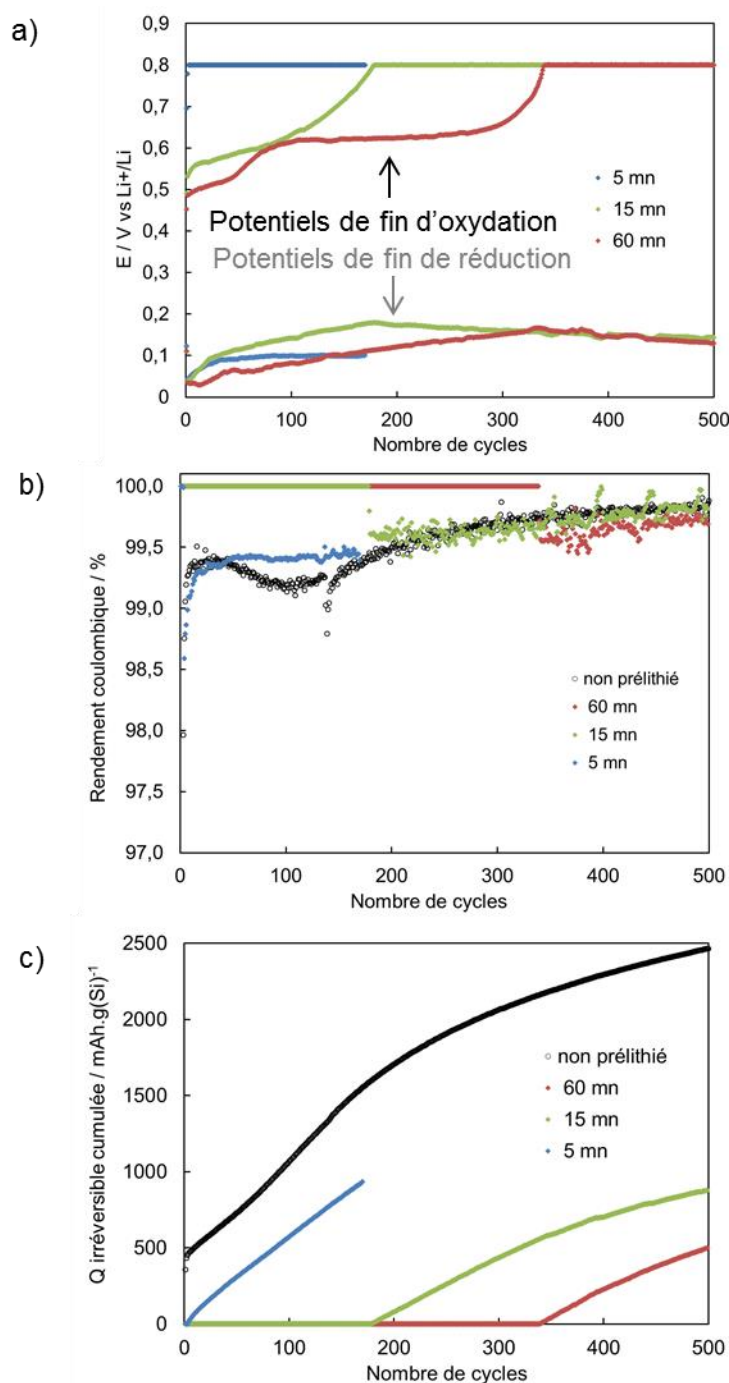 a)
0,9
0,8
0,7
0,6
0,5
0,4
0,3
0,2
0,1
0
E / V vs Li+/Li
5 mn
15 mn
60 mn
Potentiels de fin d'oxydation
Potentiels de fin de réduction
0 100 200 300 400 500
Nombre de cycles
b)
100,0
99,5
99,0
98,5
98,0
97,5
97,0
Rendement coulombique / %
non prélithié
60 mn
15 mn
5 mn
0 100 200 300 400 500
Nombre de cycles
c)
2500
2000
1500
1000
500
0
Q irréversible cumulée / mAh.g(Si)⁻¹
non prélithié
60 mn
15 mn
5 mn
0 100 200 300 400 500
Nombre de cycles